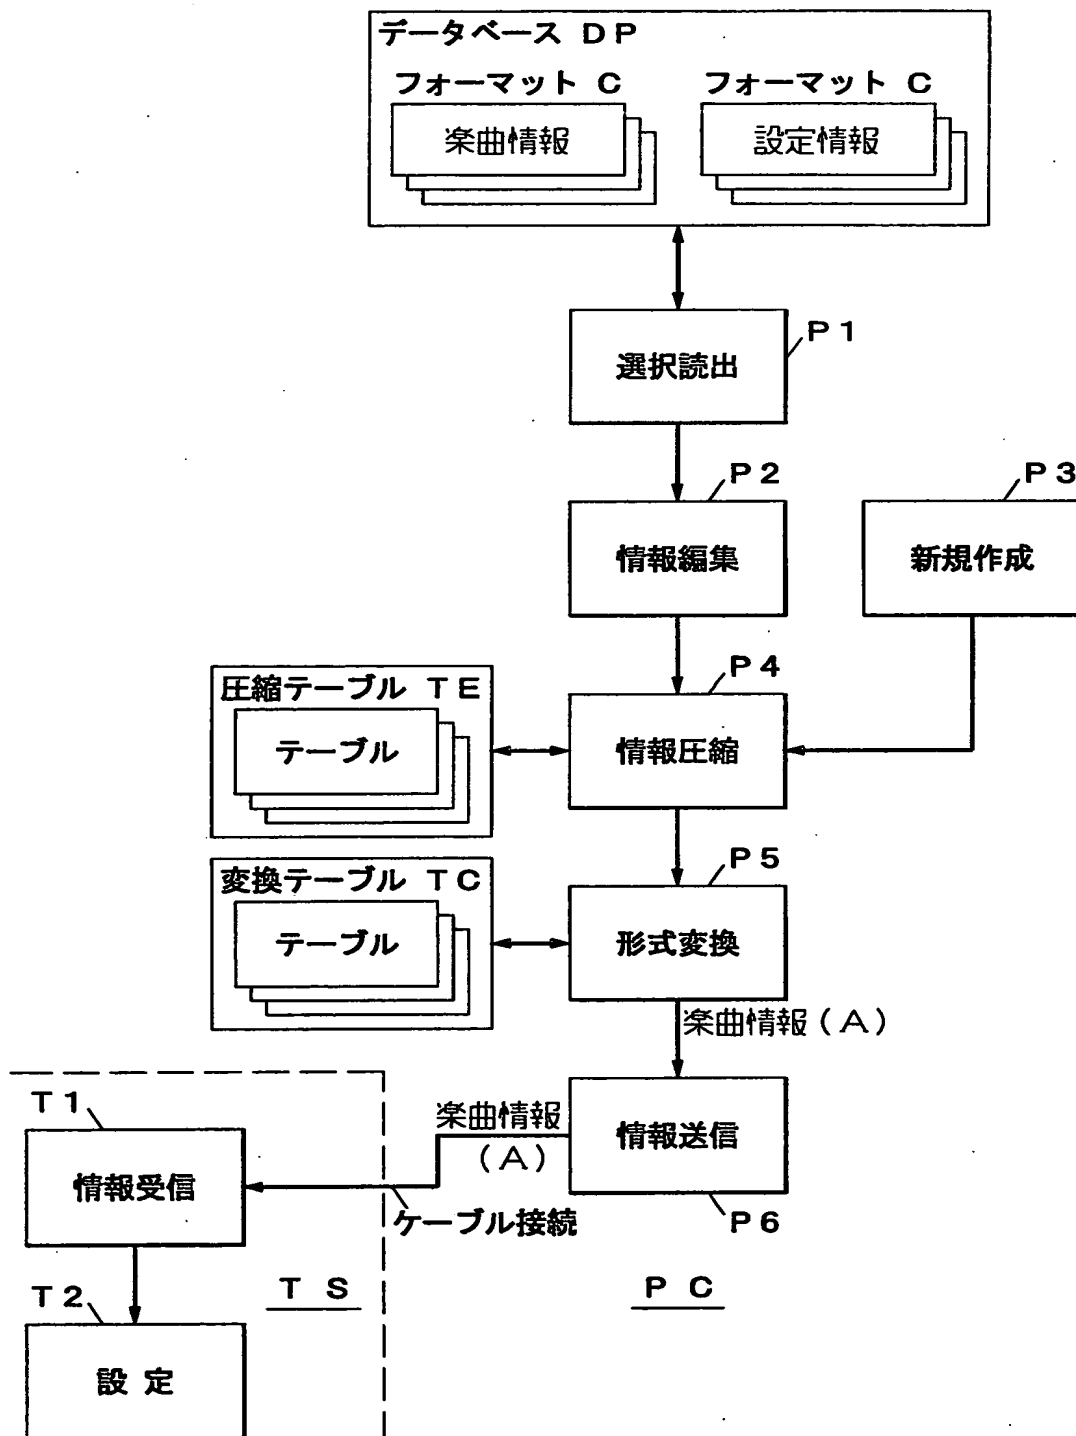 データベース DP
フォーマット C
フォーマット C
楽曲情報
設定情報
P1
選択読出
P2
P3
情報編集
新規作成
P4
圧縮テーブル TE
テーブル
情報圧縮
P5
変換テーブル TC
テーブル
形式変換
楽曲情報(A)
T1
楽曲情報
(A)
情報送信
情報受信
ケーブル接続
P6
T2
TS
PC
設定